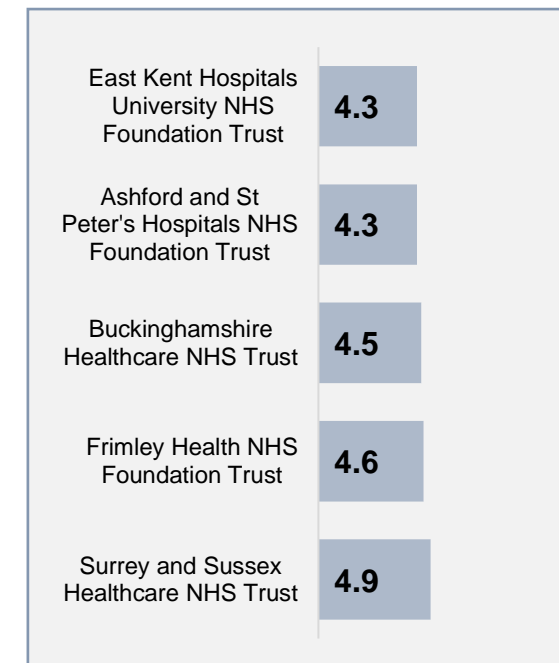 East Kent Hospitals
University NHS
Foundation Trust
4.3
Ashford and St
Peter's Hospitals NHS
Foundation Trust
4.3
Buckinghamshire
Healthcare NHS Trust
4.5
Frimley Health NHS
Foundation Trust
4.6
Surrey and Sussex
Healthcare NHS Trust
4.9